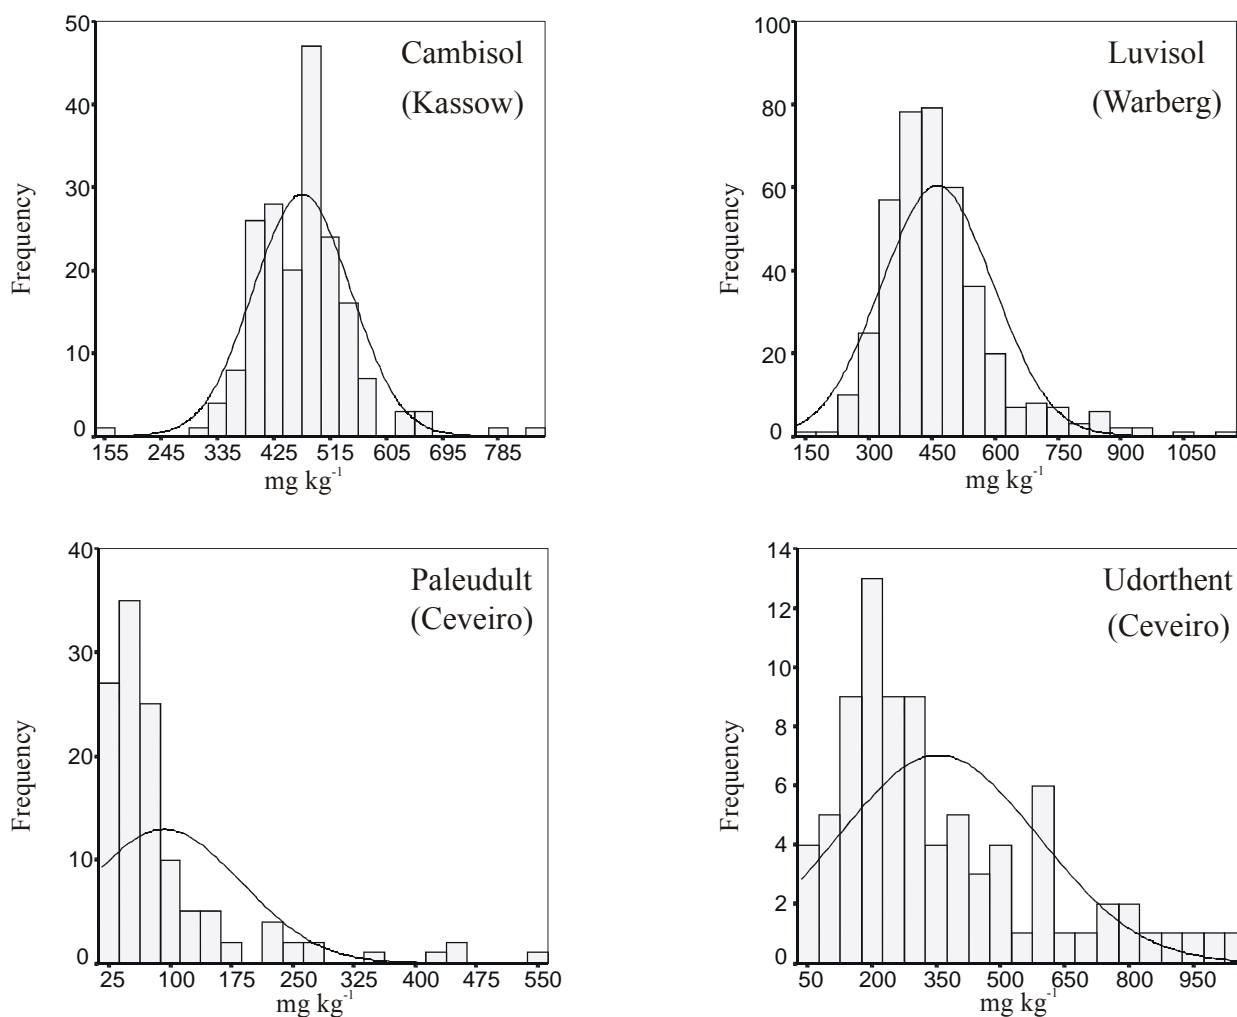 50
40
30
20
10
0
Frequency
Cambisol
(Kassow)
155 245 335 425 515 605 695 785
mg kg⁻¹
100
80
60
40
20
0
Frequency
Luvisol
(Warberg)
150 300 450 600 750 900 1050
mg kg⁻¹
40
30
20
10
0
Frequency
Paleudult
(Ceveiro)
25 100 175 250 325 400 475 550
mg kg⁻¹
14
12
10
8
6
4
2
0
Frequency
Udorthent
(Ceveiro)
50 200 350 500 650 800 950
mg kg⁻¹